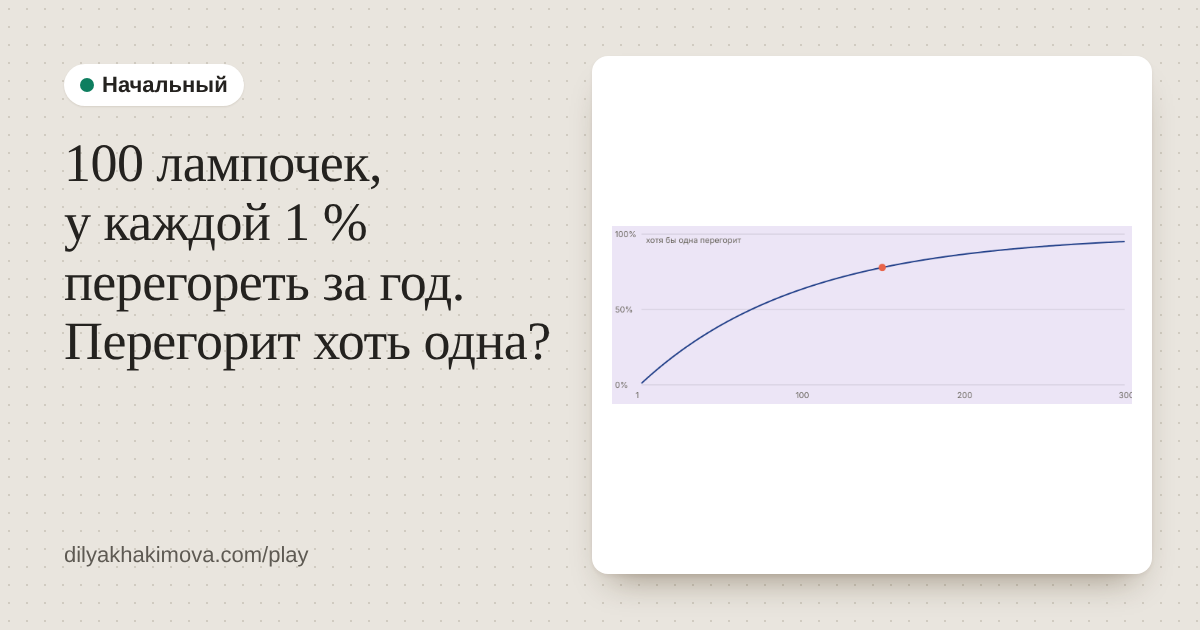 Начальный
100 лампочек,
у каждой 1 %
перегореть за год.
Перегорит хоть одна?
dilyakhakimova.com/play
100%
хотя бы одна перегорит
50%
0%
1
100
200
300